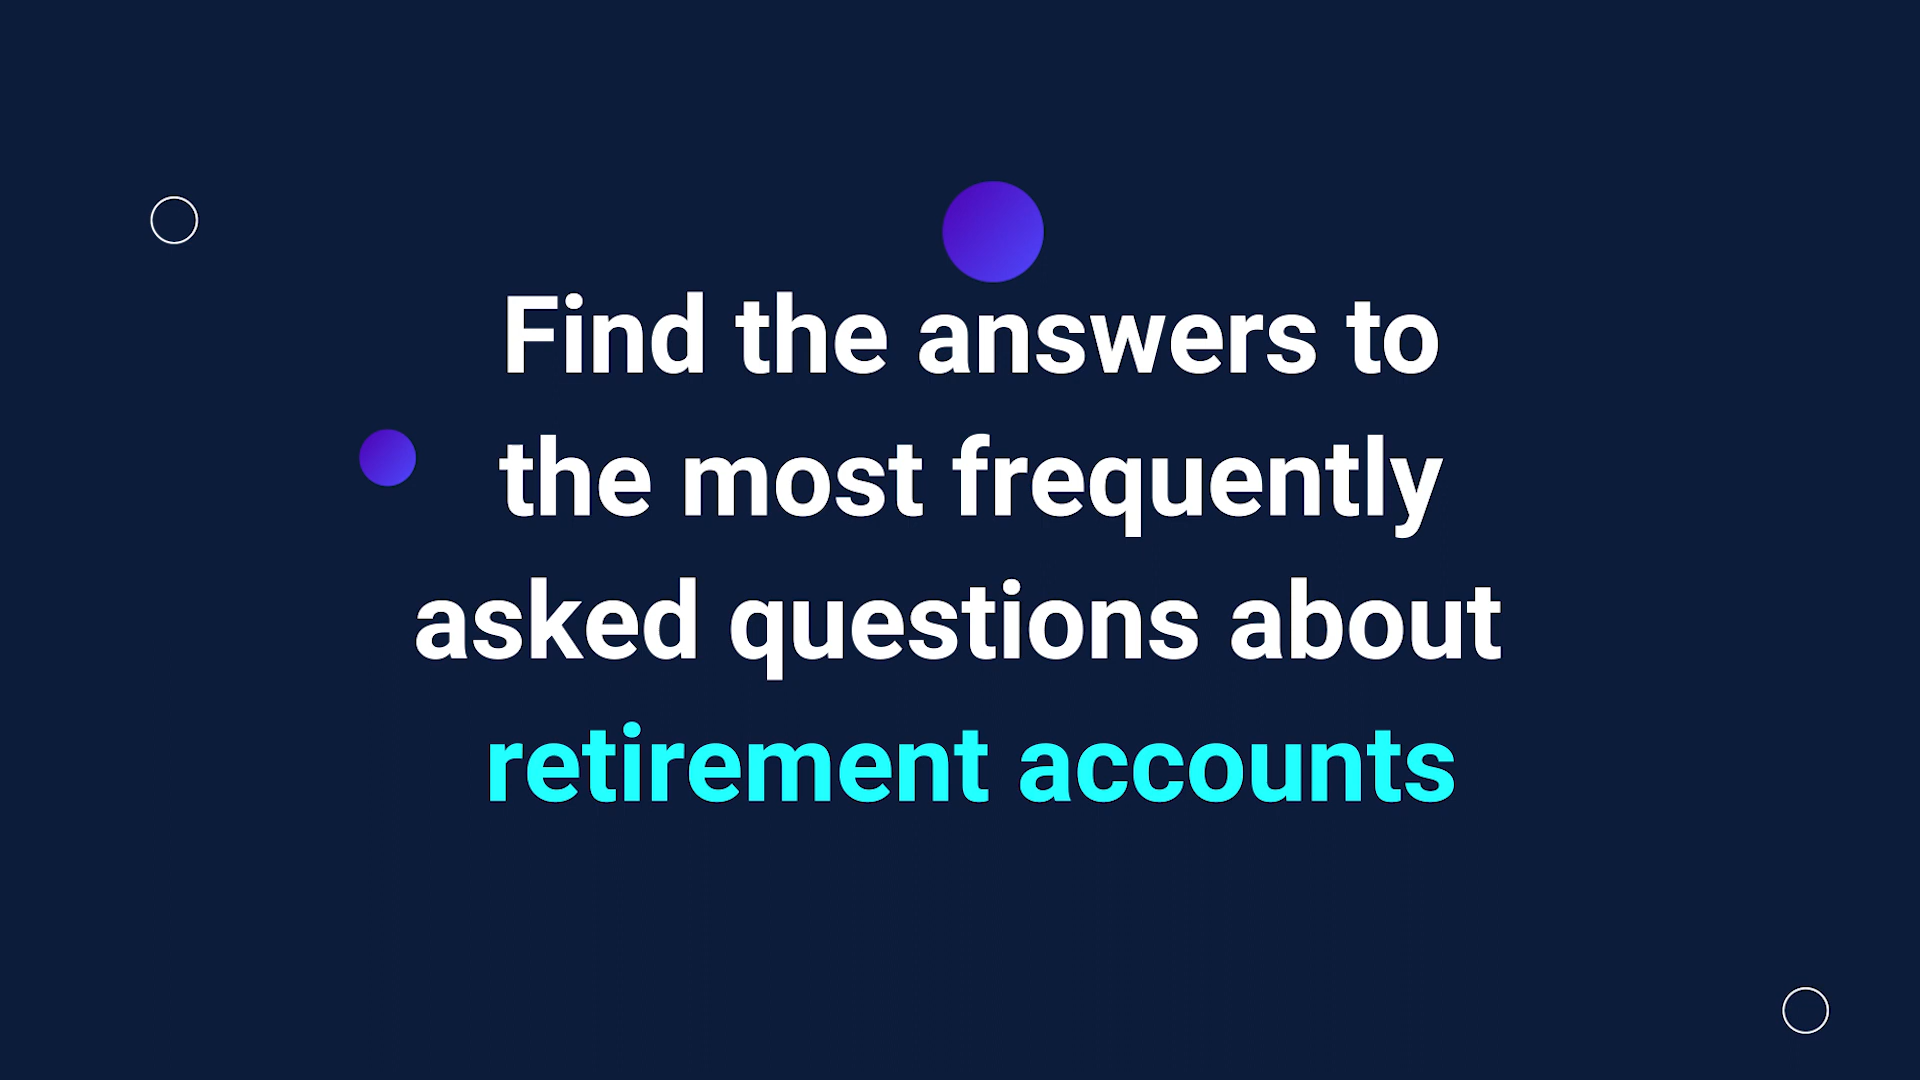 Find the answers to
the most frequently
asked questions about
retirement accounts